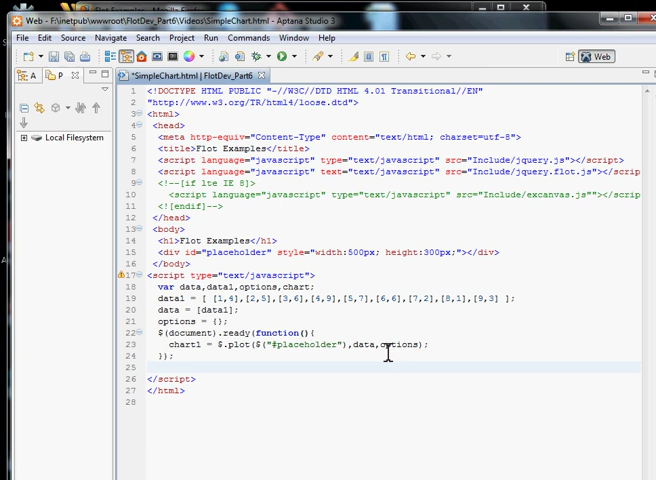 Web - F:\inetpub\wwwroot\FlotDev_Part6\Videos\SimpleChart.html - Aptana Studio 3
File Edit Source Navigate Search Project Run Commands Window Help
Web
A P
*SimpleChart.html | FlotDev_Part6
Local Filesystem
1 <!DOCTYPE HTML PUBLIC "-//W3C//DTD HTML 4.01 Transitional//EN"
2 "http://www.w3.org/TR/html4/loose.dtd">
3 <html>
4 <head>
5 <meta http-equiv="Content-Type" content="text/html; charset=utf-8">
6 <title>Flot Examples</title>
7 <script language="javascript" type="text/javascript" src="Include/jquery.js"></script>
8 <script language="javascript" text="text/javascript" src="Include/jquery.flot.js"></scrip
9 <!--[if lte IE 8]>
10 <script language="javascript" type="text/javascript" src="Include/excanvas.js""></scrip
11 <![endif]-->
12 </head>
13 <body>
14 <h1>Flot Examples</h1>
15 <div id="placeholder" style="width:500px; height:300px;"></div>
16 </body>
17 <script type="text/javascript">
18 var data,data1,options,chart;
19 data1 = [ [1,4],[2,5],[3,6],[4,9],[5,7],[6,6],[7,2],[8,1],[9,3] ];
20 data = [data1];
21 options = {};
22 $(document).ready(function(){
23 chart1 = $.plot($("#placeholder"),data,options);
24 });
25
26 </script>
27 </html>
28